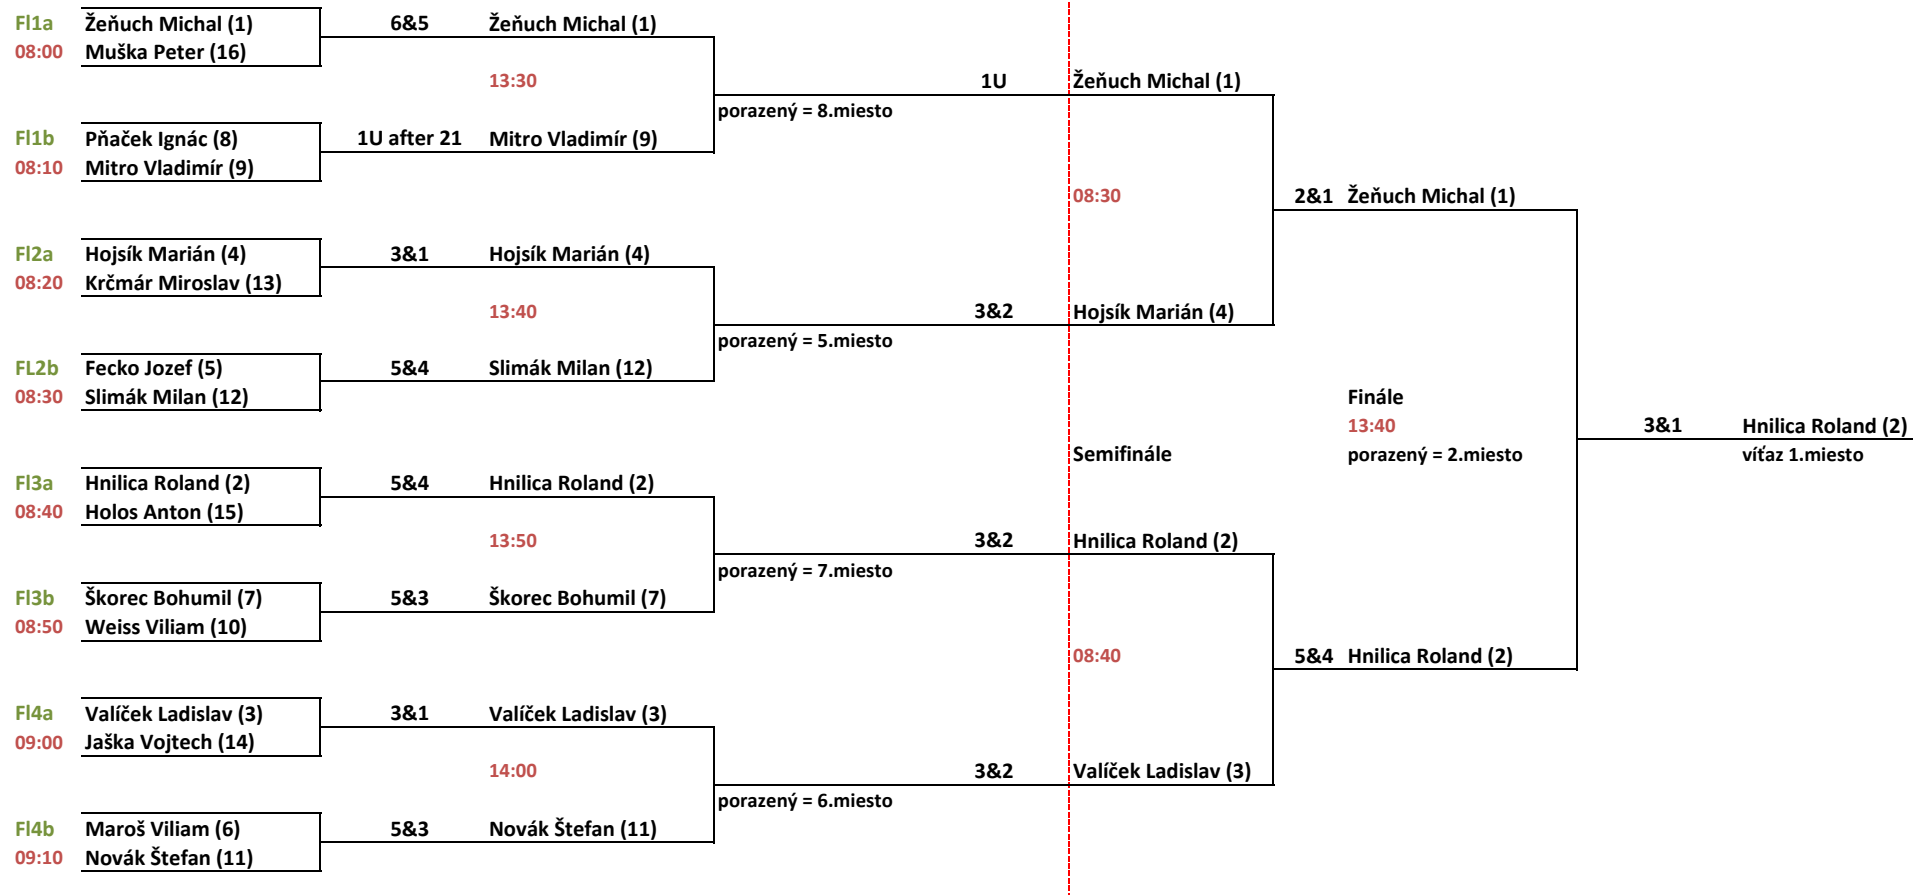 Fl1a Žeňuch Michal (1) 6&5 Žeňuch Michal (1)
08:00 Muška Peter (16)
13:30 1U Žeňuch Michal (1)
porazený = 8.miesto
Fl1b Pňaček Ignác (8) 1U after 21 Mitro Vladimír (9)
08:10 Mitro Vladimír (9)
08:30 2&1 Žeňuch Michal (1)
Fl2a Hojsík Marián (4) 3&1 Hojsík Marián (4)
08:20 Krčmár Miroslav (13)
13:40 3&2 Hojsík Marián (4)
porazený = 5.miesto
FL2b Fecko Jozef (5) 5&4 Slimák Milan (12)
08:30 Slimák Milan (12) Finále
13:40 3&1 Hnilica Roland (2)
Semifinále porazený = 2.miesto víťaz 1.miesto
Fl3a Hnilica Roland (2) 5&4 Hnilica Roland (2)
08:40 Holos Anton (15)
13:50 3&2 Hnilica Roland (2)
porazený = 7.miesto
Fl3b Škorec Bohumil (7) 5&3 Škorec Bohumil (7)
08:50 Weiss Viliam (10)
08:40 5&4 Hnilica Roland (2)
Fl4a Valíček Ladislav (3) 3&1 Valíček Ladislav (3)
09:00 Jaška Vojtech (14)
14:00 3&2 Valíček Ladislav (3)
porazený = 6.miesto
Fl4b Maroš Viliam (6) 5&3 Novák Štefan (11)
09:10 Novák Štefan (11)